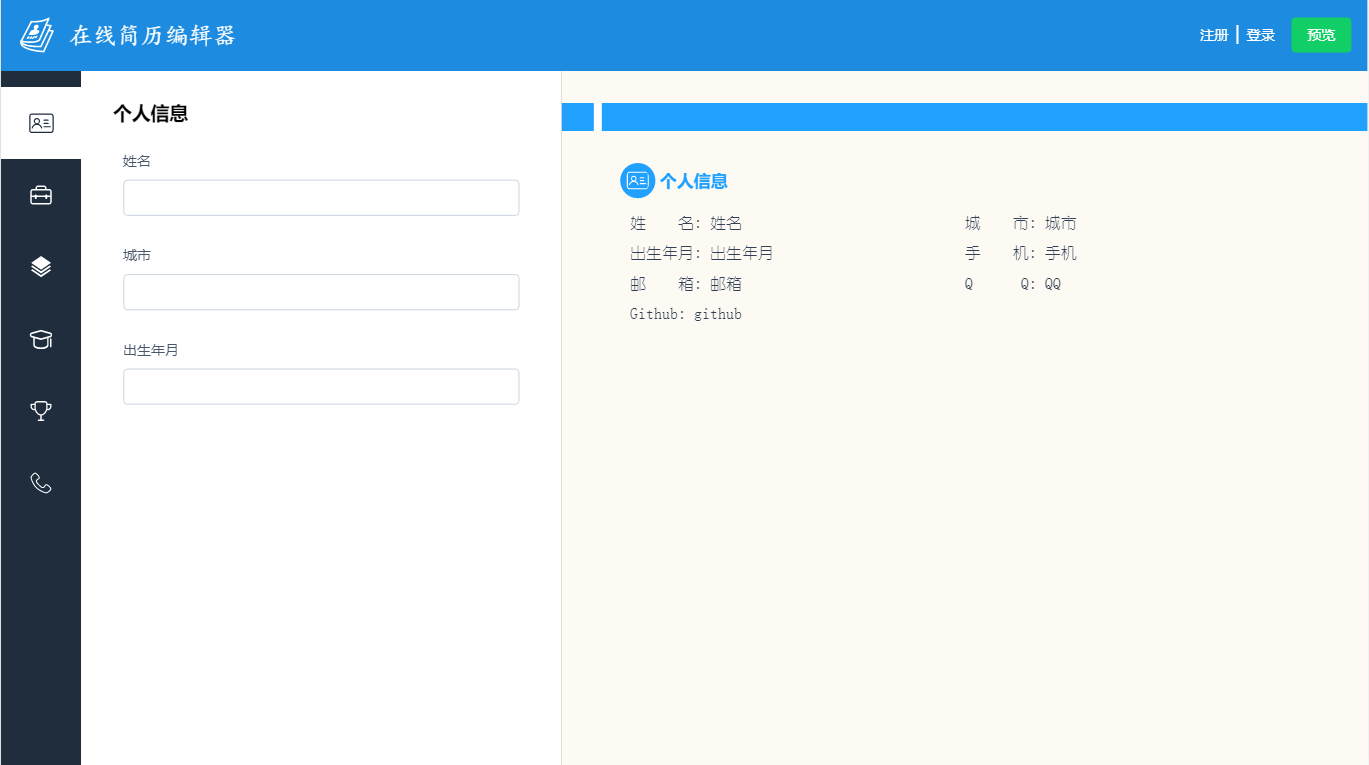 在线简历编辑器
注册 | 登录 预览
个人信息
姓名
城市
出生年月
个人信息
姓 名: 姓名 城 市: 城市
出生年月: 出生年月 手 机: 手机
邮 箱: 邮箱 Q Q: QQ
Github: github